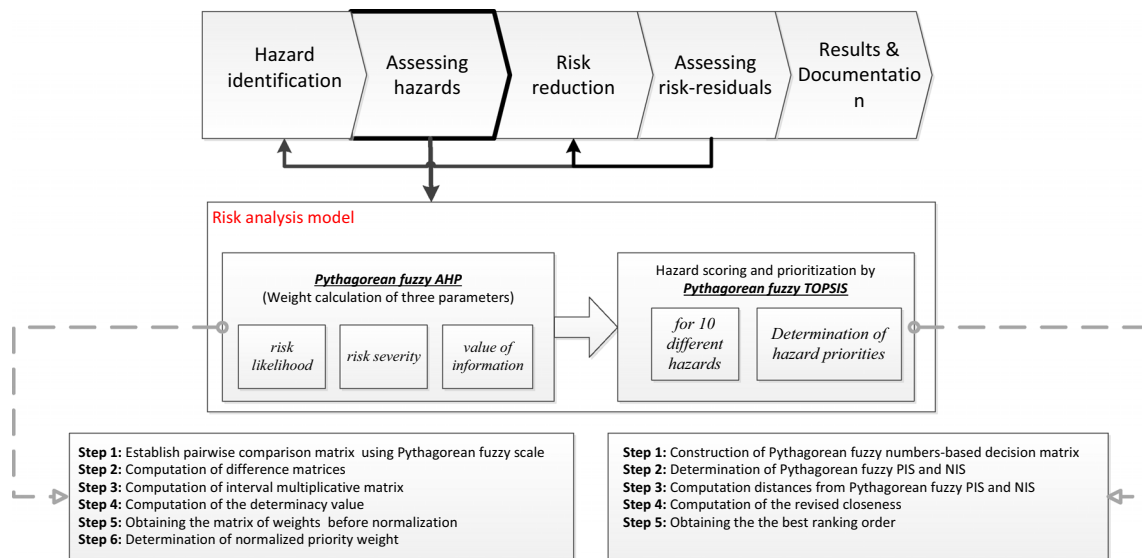 Hazard
identification
Assessing
hazards
Risk
reduction
Assessing
risk-residuals
Results &
Documentatio
n
Risk analysis model
Pythagorean fuzzy AHP
(Weight calculation of three parameters)
risk
likelihood
risk severity
value of
information
Hazard scoring and prioritization by
Pythagorean fuzzy TOPSIS
for 10
different
hazards
Determination of
hazard priorities
Step 1: Establish pairwise comparison matrix using Pythagorean fuzzy scale
Step 2: Computation of difference matrices
Step 3: Computation of interval multiplicative matrix
Step 4: Computation of the determinacy value
Step 5: Obtaining the matrix of weights before normalization
Step 6: Determination of normalized priority weight
Step 1: Construction of Pythagorean fuzzy numbers-based decision matrix
Step 2: Determination of Pythagorean fuzzy PIS and NIS
Step 3: Computation distances from Pythagorean fuzzy PIS and NIS
Step 4: Computation of the revised closeness
Step 5: Obtaining the the best ranking order